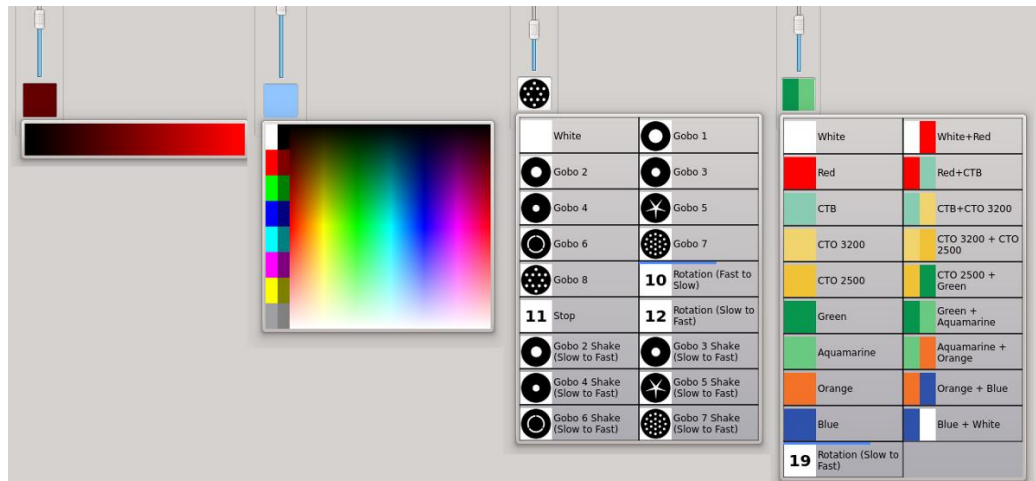 White
Gobo 1
Gobo 2
Gobo 3
Gobo 4
Gobo 5
Gobo 6
Gobo 7
Gobo 8
10
Rotation (Fast to
Slow)
11
Stop
12
Rotation (Slow to
Fast)
Gobo 2 Shake
(Slow to Fast)
Gobo 3 Shake
(Slow to Fast)
Gobo 4 Shake
(Slow to Fast)
Gobo 5 Shake
(Slow to Fast)
Gobo 6 Shake
(Slow to Fast)
Gobo 7 Shake
(Slow to Fast)
White
White+Red
Red
Red+CTB
CTB
CTB+CTO 3200
CTO 3200
CTO 3200 + CTO
2500
CTO 2500
CTO 2500 +
Green
Green
Green +
Aquamarine
Aquamarine
Aquamarine +
Orange
Orange
Orange + Blue
Blue
Blue + White
19
Rotation (Slow to
Fast)